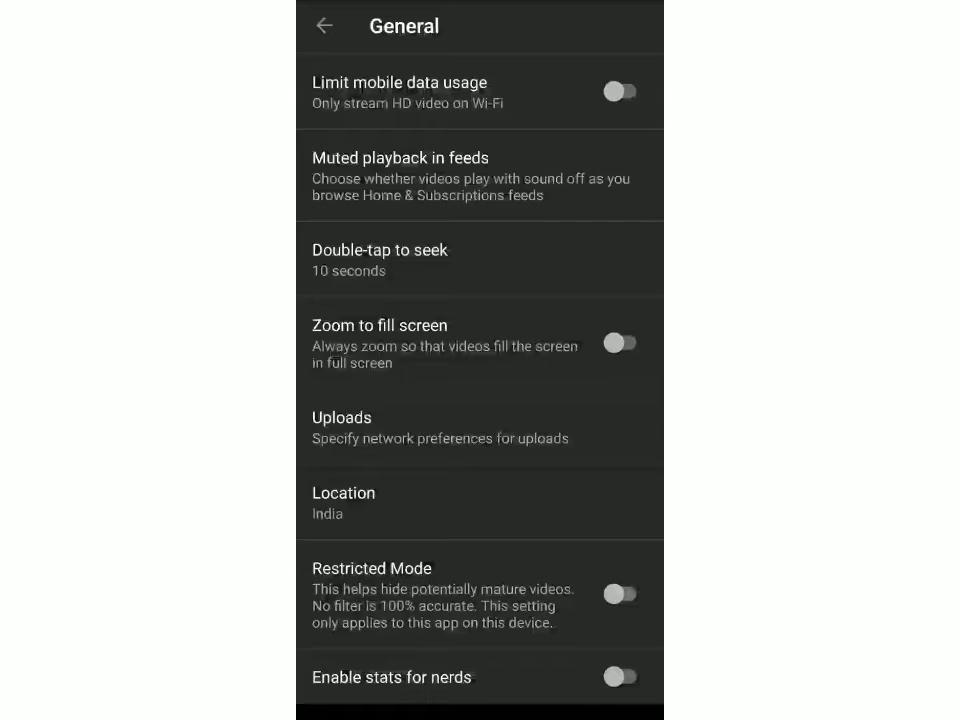 General
Limit mobile data usage
Only stream HD video on Wi-Fi
Muted playback in feeds
Choose whether videos play with sound off as you
browse Home & Subscriptions feeds
Double-tap to seek
10 seconds
Zoom to fill screen
Always zoom so that videos fill the screen
in full screen
Uploads
Specify network preferences for uploads
Location
India
Restricted Mode
This helps hide potentially mature videos.
No filter is 100% accurate. This setting
only applies to this app on this device.
Enable stats for nerds